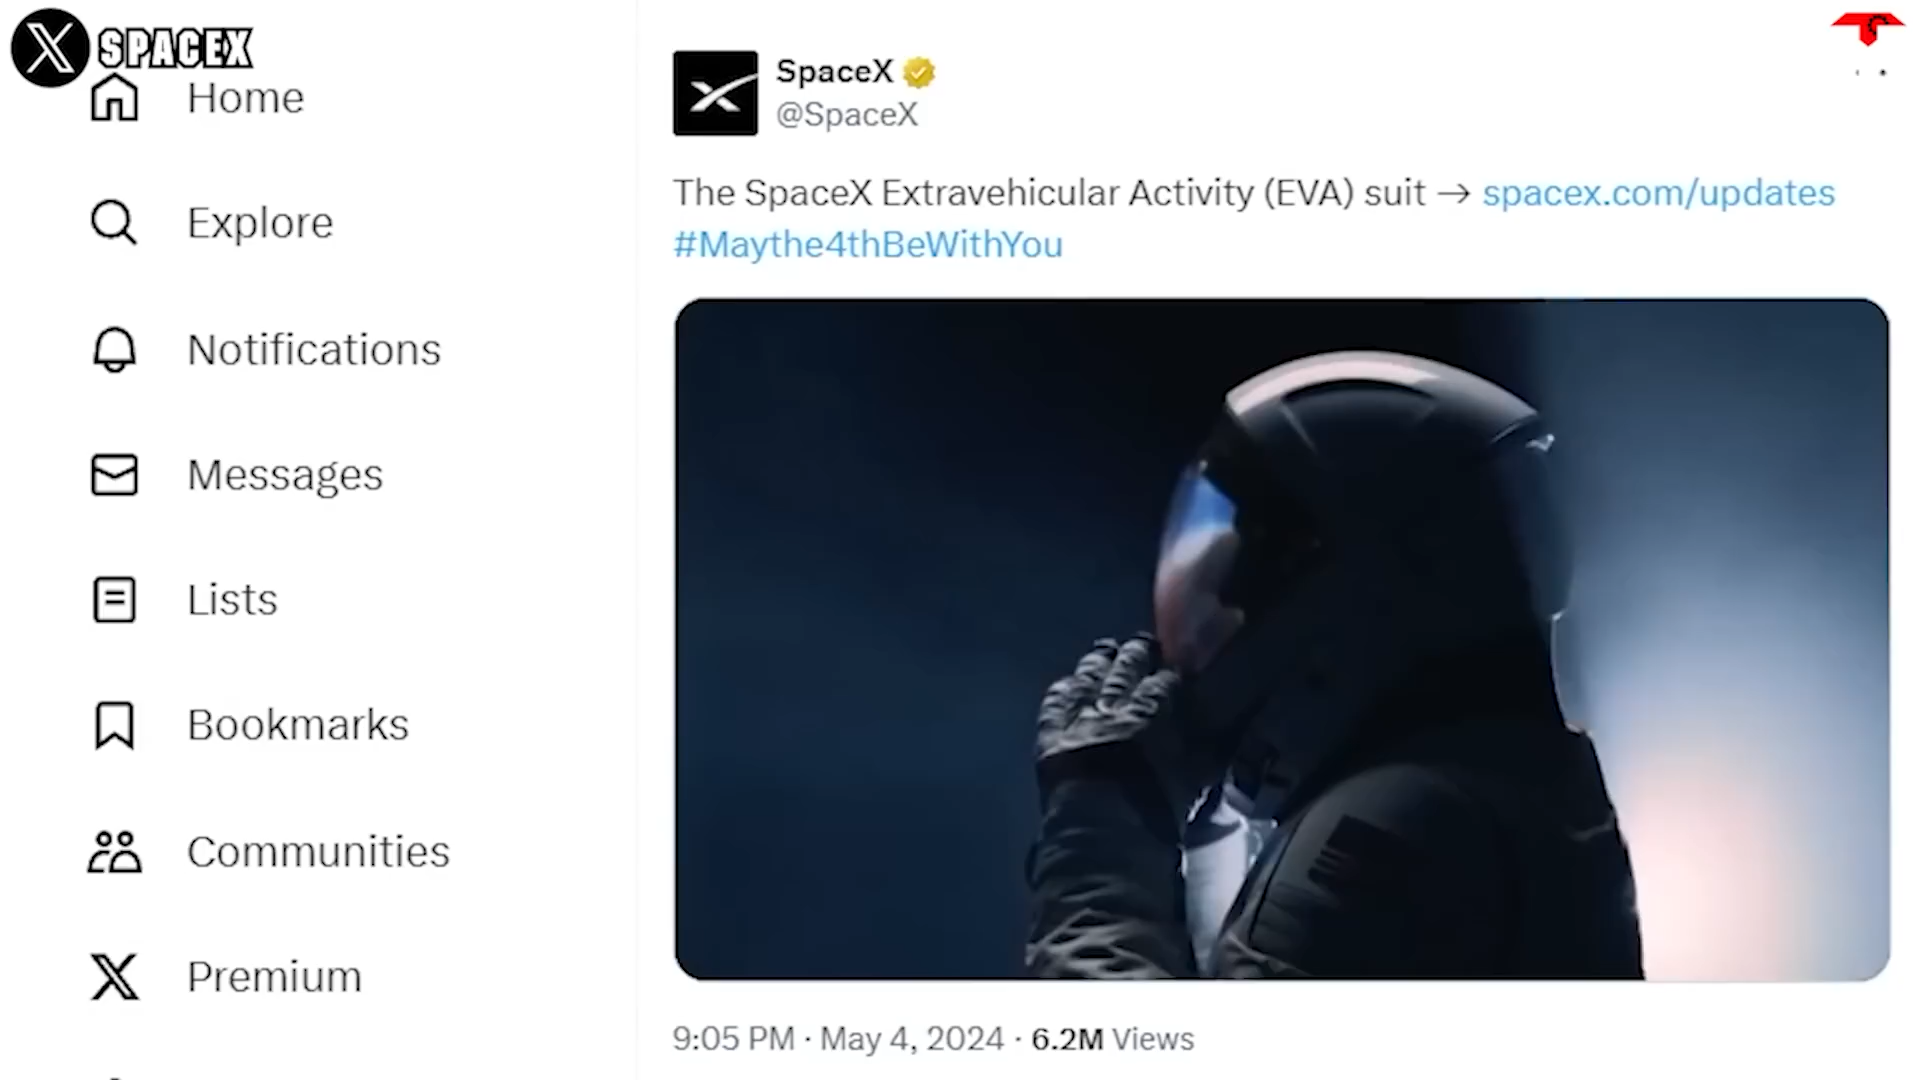 SPACEX
Home
Explore
Notifications
Messages
Lists
Bookmarks
Communities
Premium
SpaceX
@SpaceX
The SpaceX Extravehicular Activity (EVA) suit → spacex.com/updates
#Maythe4thBeWithYou
9:05 PM · May 4, 2024 · 6.2M Views